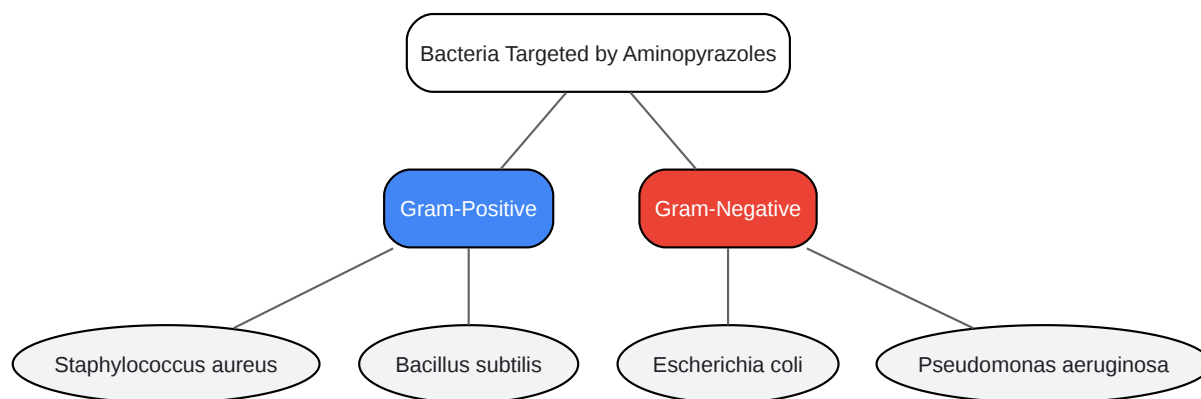 Bacteria Targeted by Aminopyrazoles
Gram-Positive
Gram-Negative
Staphylococcus aureus
Bacillus subtilis
Escherichia coli
Pseudomonas aeruginosa